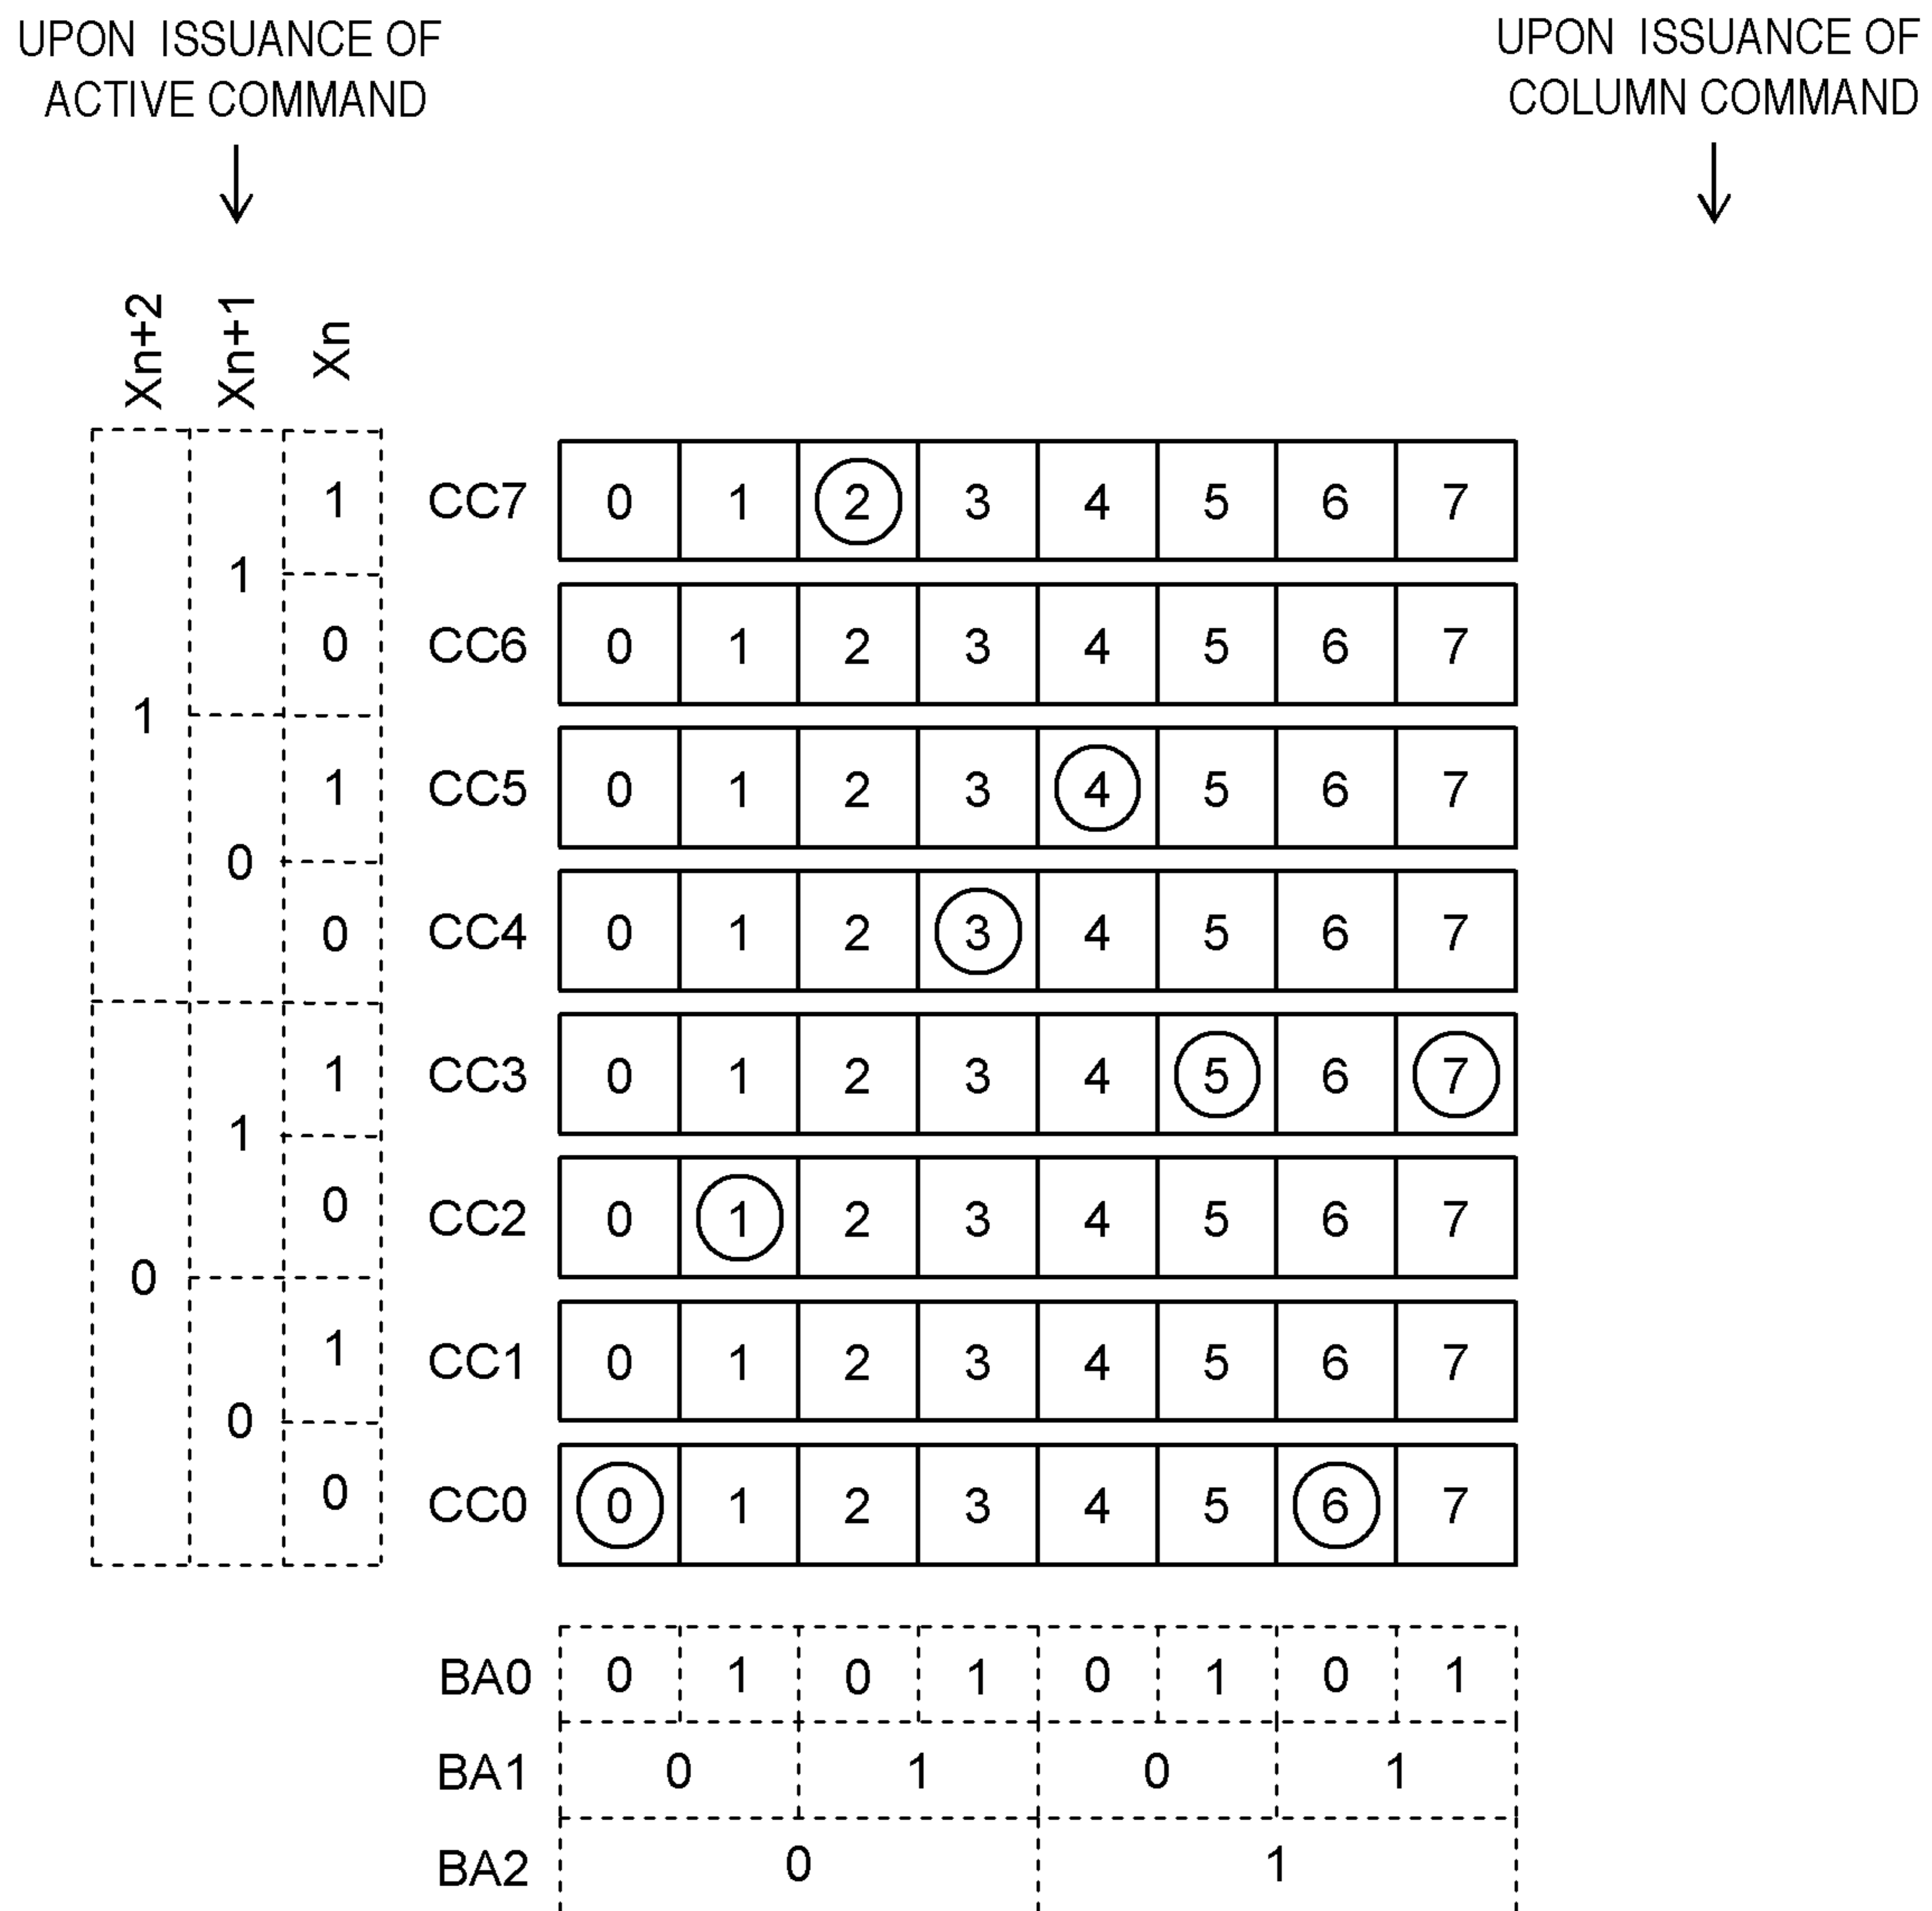 UPON ISSUANCE OF
ACTIVE COMMAND
UPON ISSUANCE OF
COLUMN COMMAND
Xn+2 Xn+1 Xn
1 CC7 0 1 2 3 4 5 6 7
1
0 CC6 0 1 2 3 4 5 6 7
1
1 CC5 0 1 2 3 4 5 6 7
0
0 CC4 0 1 2 3 4 5 6 7
1 CC3 0 1 2 3 4 5 6 7
1
0 CC2 0 1 2 3 4 5 6 7
0
1 CC1 0 1 2 3 4 5 6 7
0
0 CC0 0 1 2 3 4 5 6 7
BA0 0 1 0 1 0 1 0 1
BA1 0 1 0 1
BA2 0 1